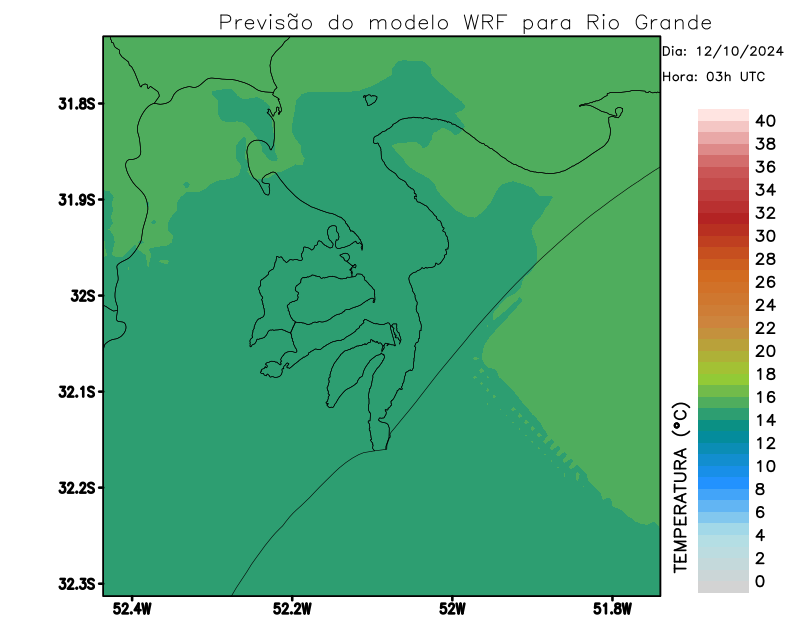 Previsão do modelo WRF para Rio Grande
Dia: 12/10/2024
Hora: 03h UTC
31.8S
31.9S
32S
32.1S
32.2S
32.3S
52.4W
52.2W
52W
51.8W
TEMPERATURA (°C)
40
38
36
34
32
30
28
26
24
22
20
18
16
14
12
10
8
6
4
2
0